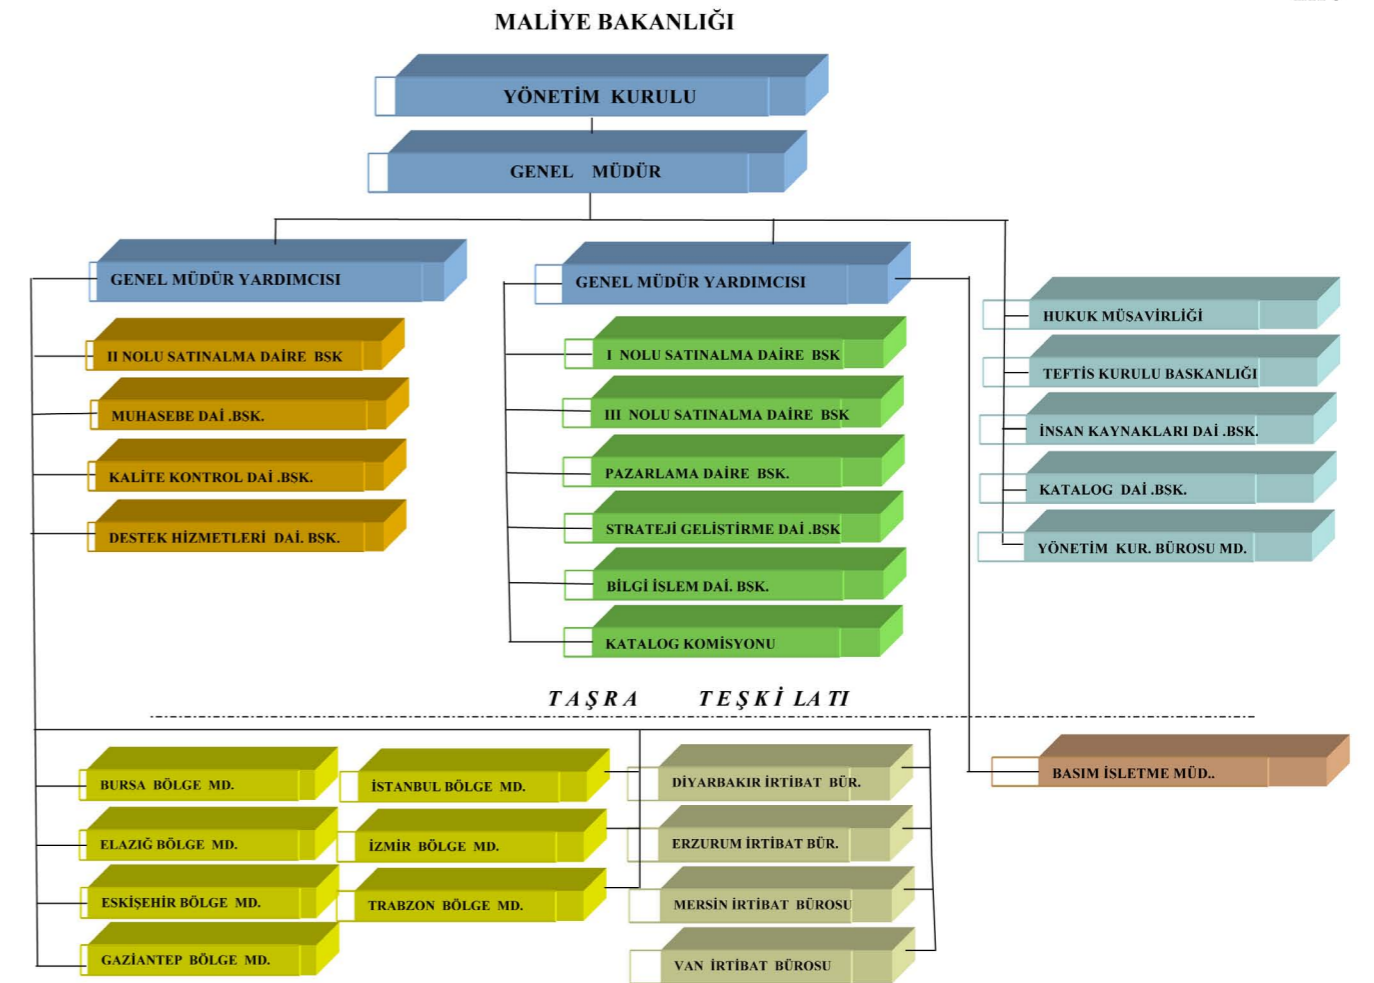 MALİYE BAKANLIĞI
YÖNETİM KURULU
GENEL MÜDÜR
GENEL MÜDÜR YARDIMCISI
II NOLU SATINALMA DAİRE BSK
MUHASEBE DAİ .BSK.
KALİTE KONTROL DAİ .BSK.
DESTEK HİZMETLERİ DAİ. BSK.
GENEL MÜDÜR YARDIMCISI
I NOLU SATINALMA DAİRE BSK
III NOLU SATINALMA DAİRE BSK
PAZARLAMA DAİRE BSK.
STRATEJİ GELİSTİRME DAİ .BSK
BİLGİ İSLEM DAİ. BSK.
KATALOG KOMİSYONU
HUKUK MÜSAVİRLİĞİ
TEFTİS KURULU BASKANLIĞI
İNSAN KAYNAKLARI DAİ .BSK.
KATALOG DAİ .BSK.
YÖNETİM KUR. BÜROSU MD.
TAŞRA TEŞKİLATI
BURSA BÖLGE MD.
ELAZIĞ BÖLGE MD.
ESKİŞEHİR BÖLGE MD.
GAZİANTEP BÖLGE MD.
İSTANBUL BÖLGE MD.
İZMİR BÖLGE MD.
TRABZON BÖLGE MD.
DİYARBAKIR İRTİBAT BÜR.
ERZURUM İRTİBAT BÜR.
MERSİN İRTİBAT BÜROSU
VAN İRTİBAT BÜROSU
BASIM İSLETME MÜD..